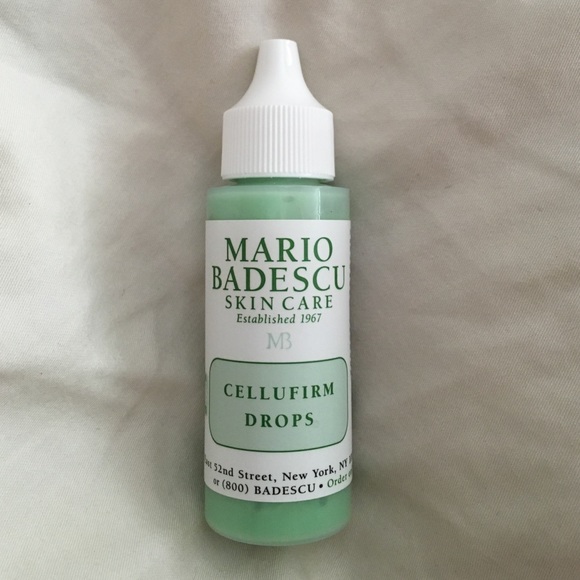 MARIO
BADESCU
SKIN CARE
Established 1967
MB
CELLUFIRM
DROPS
52nd Street, New York, NY
or (800) BADESCU • Order